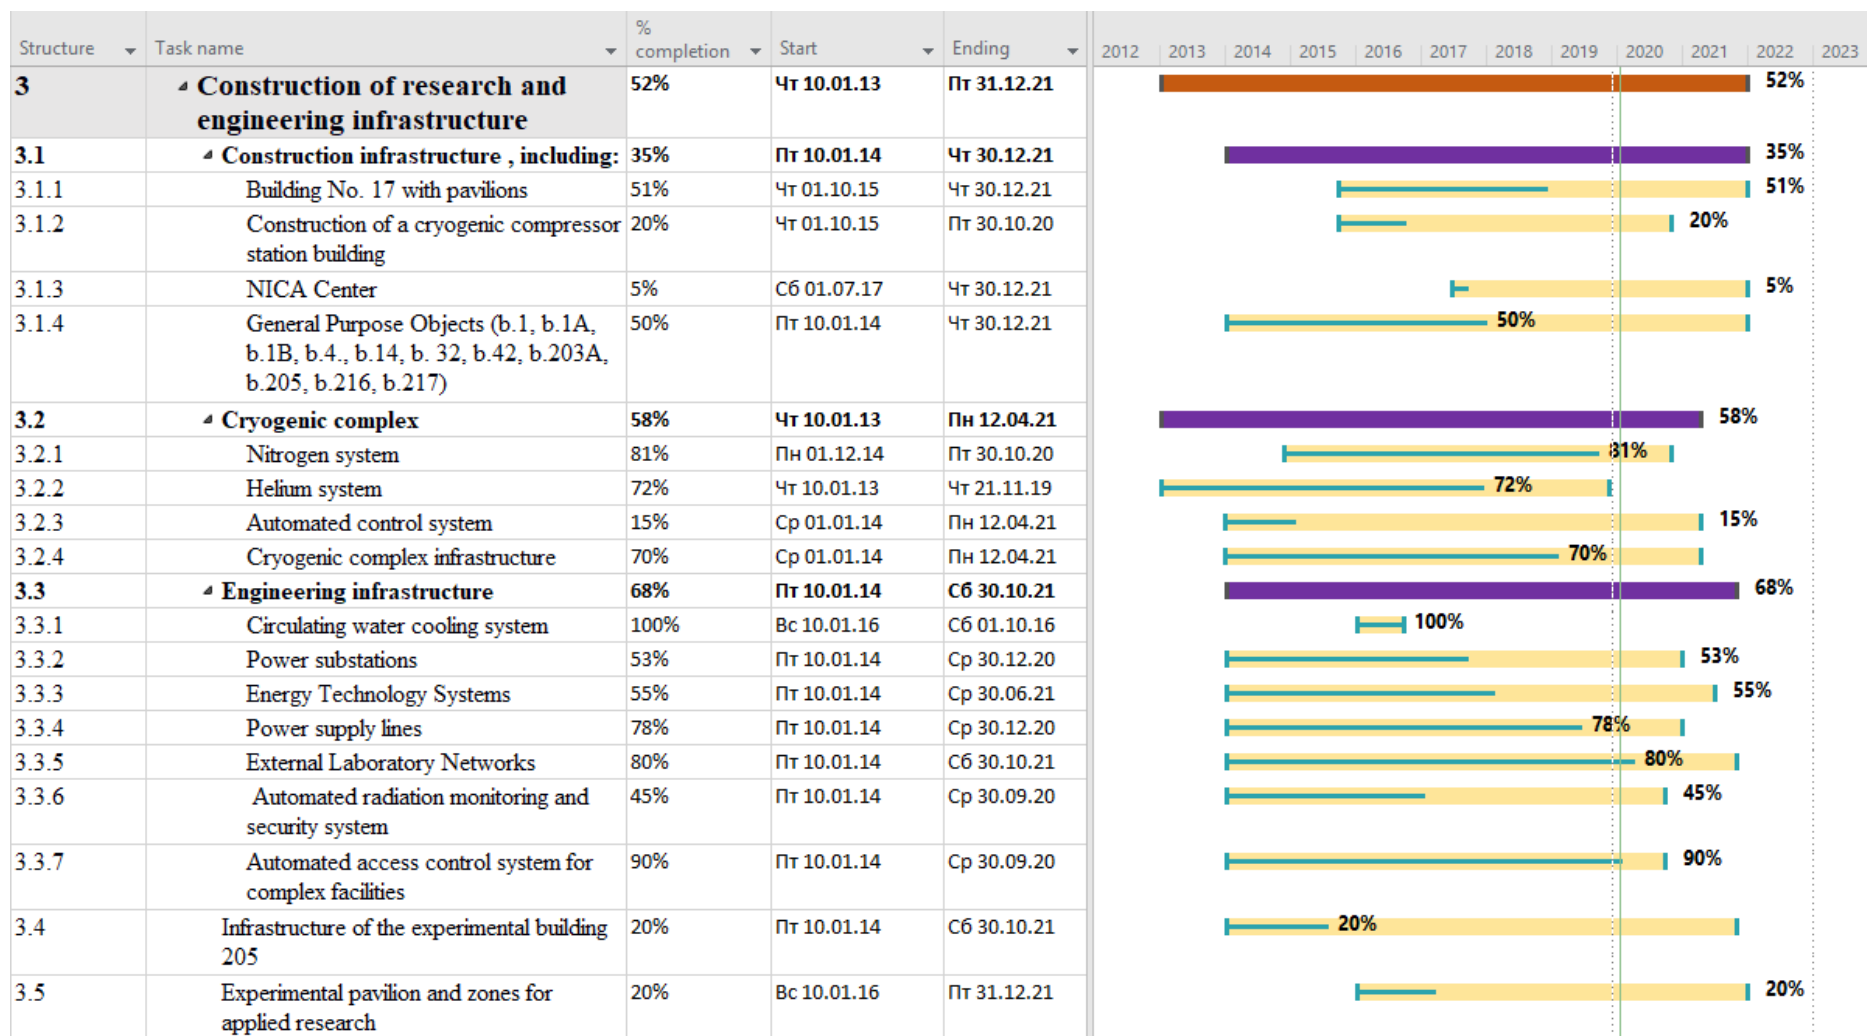 Structure Task name % completion Start Ending 2012 2013 2014 2015 2016 2017 2018 2019 2020 2021 2022 2023
3 Construction of research and 52% Чт 10.01.13 Пт 31.12.21 52%
engineering infrastructure
3.1 Construction infrastructure , including: 35% Пт 10.01.14 Чт 30.12.21 35%
3.1.1 Building No. 17 with pavilions 51% Чт 01.10.15 Чт 30.12.21 51%
3.1.2 Construction of a cryogenic compressor 20% Чт 01.10.15 Пт 30.10.20 20%
station building
3.1.3 NICA Center 5% Сб 01.07.17 Чт 30.12.21 5%
3.1.4 General Purpose Objects (b.1, b.1A, 50% Пт 10.01.14 Чт 30.12.21 50%
b.1B, b.4., b.14, b. 32, b.42, b.203A,
b.205, b.216, b.217)
3.2 Cryogenic complex 58% Чт 10.01.13 Пн 12.04.21 58%
3.2.1 Nitrogen system 81% Пн 01.12.14 Пт 30.10.20 81%
3.2.2 Helium system 72% Чт 10.01.13 Чт 21.11.19 72%
3.2.3 Automated control system 15% Ср 01.01.14 Пн 12.04.21 15%
3.2.4 Cryogenic complex infrastructure 70% Ср 01.01.14 Пн 12.04.21 70%
3.3 Engineering infrastructure 68% Пт 10.01.14 Сб 30.10.21 68%
3.3.1 Circulating water cooling system 100% Вс 10.01.16 Сб 01.10.16 100%
3.3.2 Power substations 53% Пт 10.01.14 Ср 30.12.20 53%
3.3.3 Energy Technology Systems 55% Пт 10.01.14 Ср 30.06.21 55%
3.3.4 Power supply lines 78% Пт 10.01.14 Ср 30.12.20 78%
3.3.5 External Laboratory Networks 80% Пт 10.01.14 Сб 30.10.21 80%
3.3.6 Automated radiation monitoring and 45% Пт 10.01.14 Ср 30.09.20 45%
security system
3.3.7 Automated access control system for 90% Пт 10.01.14 Ср 30.09.20 90%
complex facilities
3.4 Infrastructure of the experimental building 20% Пт 10.01.14 Сб 30.10.21 20%
205
3.5 Experimental pavilion and zones for 20% Вс 10.01.16 Пт 31.12.21 20%
applied research